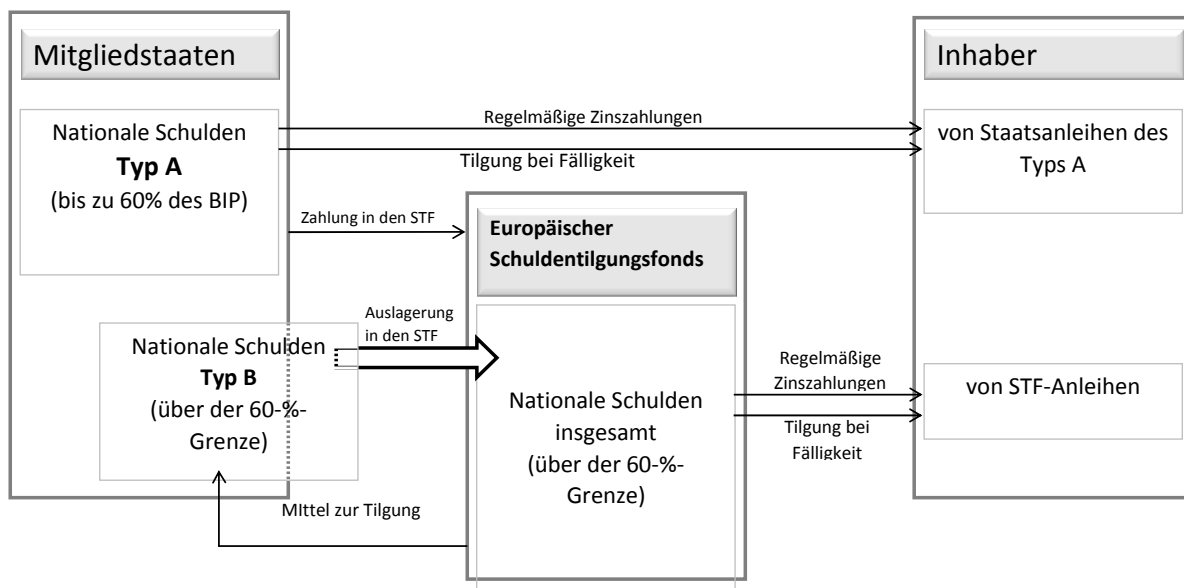 Mitgliedstaaten
Nationale Schulden
Typ A
(bis zu 60% des BIP)
Regelmäßige Zinszahlungen
Tilgung bei Fälligkeit
Inhaber
von Staatsanleihen des
Typs A
Zahlung in den STF
Europäischer
Schuldentilgungsfonds
Nationale Schulden
Typ B
(über der 60-%-
Grenze)
Auslagerung
in den STF
Nationale Schulden
insgesamt
(über der 60-%-
Grenze)
Regelmäßige
Zinszahlungen
Tilgung bei
Fälligkeit
von STF-Anleihen
MIttel zur Tilgung